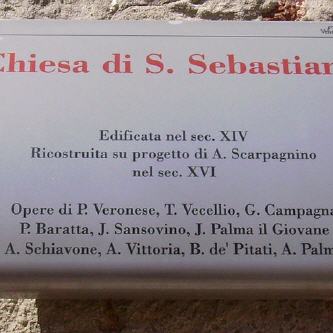 Chiesa di S. Sebastian
Edificata nel sec. XIV
Ricostruita su progetto di A. Scarpagnino
nel sec. XVI
Opere di P. Veronese, T. Vecellio, G. Campagna
P. Baratta, J. Sansovino, J. Palma il Giovane
A. Schiavone, A. Vittoria, B. de' Pitati, A. Palm